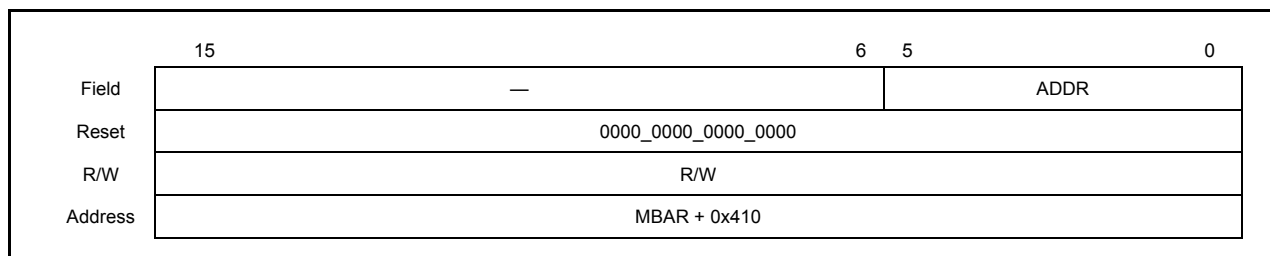 15 6 5 0
Field — ADDR
Reset 0000_0000_0000_0000
R/W R/W
Address MBAR + 0x410